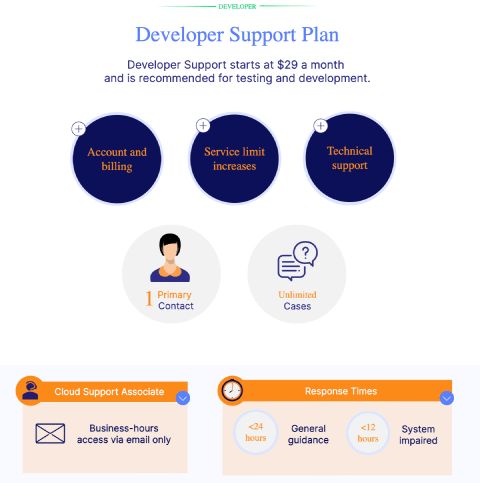 DEVELOPER
Developer Support Plan
Developer Support starts at $29 a month
and is recommended for testing and development.
Account and
billing
Service limit
increases
Technical
support
1 Primary
Contact
Unlimited
Cases
Cloud Support Associate
Business-hours
access via email only
Response Times
<24
hours
General
guidance
<12
hours
System
impaired